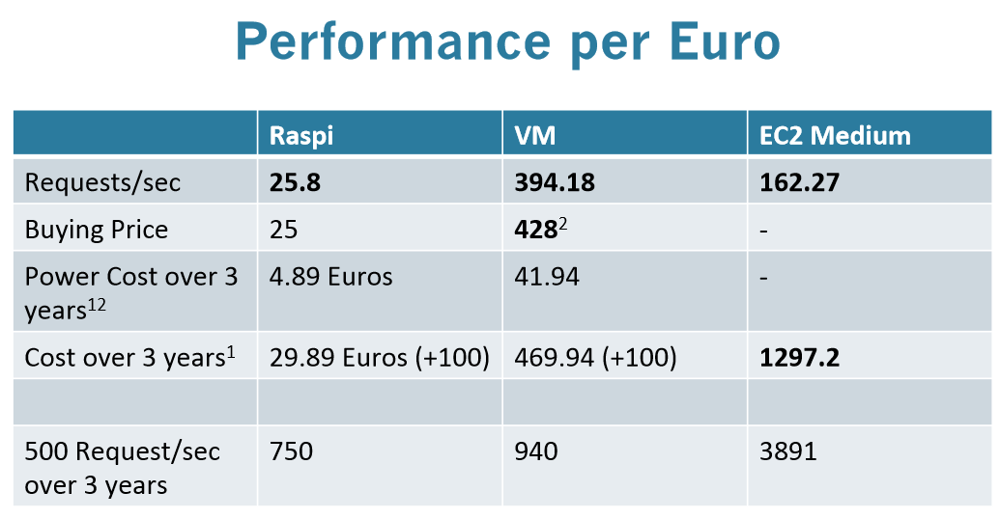 Performance per Euro
Raspi VM EC2 Medium
Requests/sec 25.8 394.18 162.27
Buying Price 25 428² -
Power Cost over 3 4.89 Euros 41.94 -
years¹²
Cost over 3 years¹ 29.89 Euros (+100) 469.94 (+100) 1297.2
500 Request/sec 750 940 3891
over 3 years